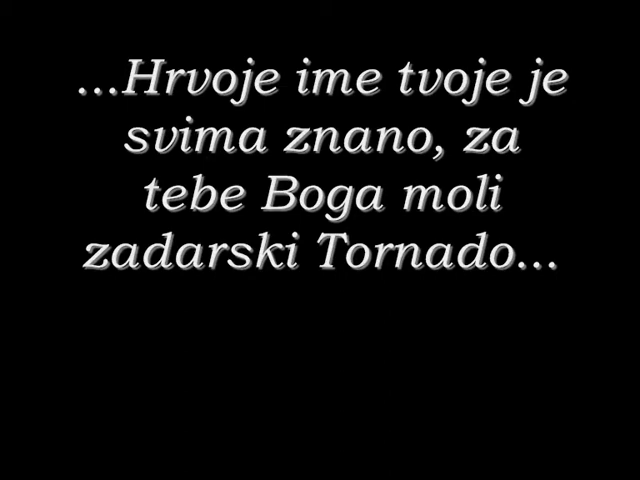 ...Hrvoje ime tvoje je
svima znano, za
tebe Boga moli
zadarski Tornado...